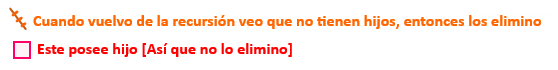 Cuando vuelvo de la recursión veo que no tienen hijos, entonces los elimino
Este posee hijo [Así que no lo elimino]